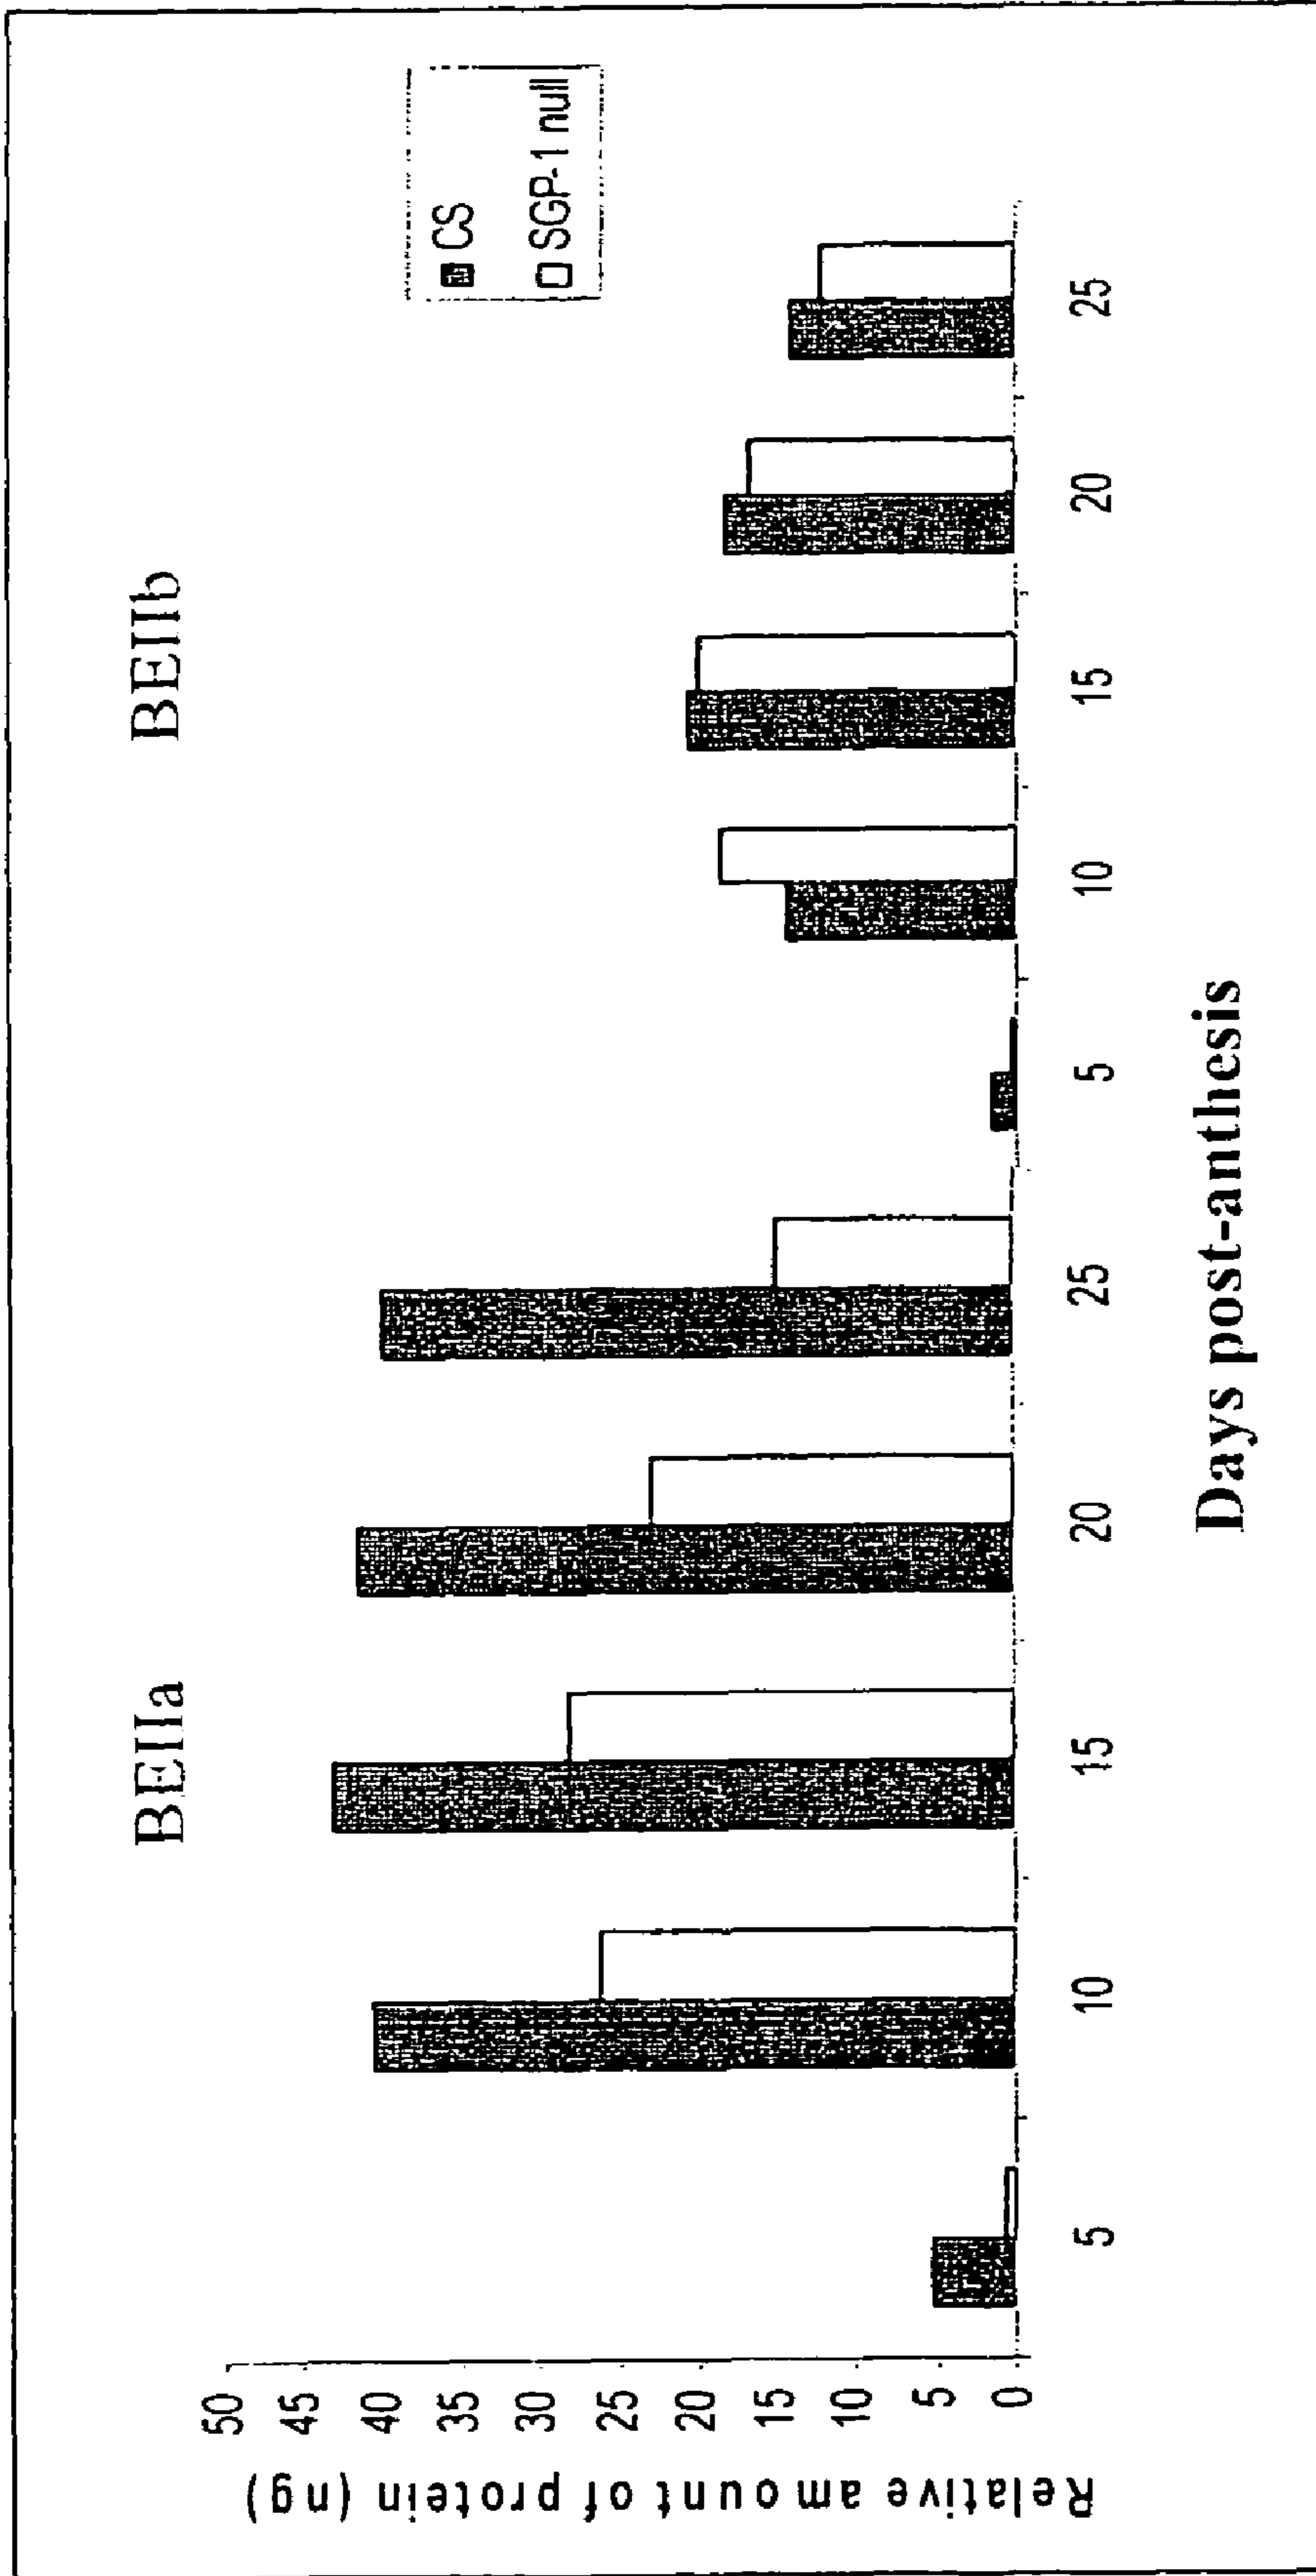 BEIIa
BEIIb
CS
SGP-1 null
Relative amount of protein (ng)
50
45
40
35
30
25
20
15
10
5
0
5 10 15 20 25 5 10 15 20 25
Days post-anthesis